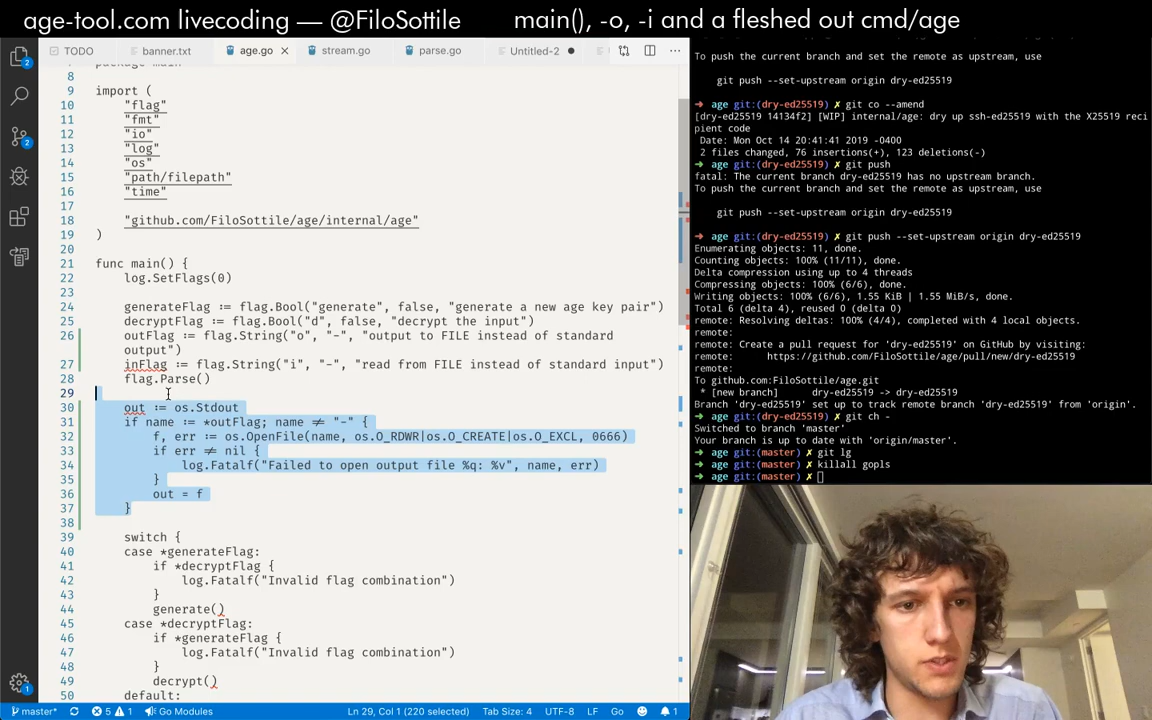 age-tool.com livecoding — @FiloSottile main(), -o, -i and a fleshed out cmd/age
TODO banner.txt age.go stream.go parse.go Untitled-2
8
9 import (
10 "flag"
11 "fmt"
12 "io"
13 "log"
14 "os"
15 "path/filepath"
16 "time"
17
18 "github.com/FiloSottile/age/internal/age"
19 )
20
21 func main() {
22 log.SetFlags(0)
23
24 generateFlag := flag.Bool("generate", false, "generate a new age key pair")
25 decryptFlag := flag.Bool("d", false, "decrypt the input")
26 outFlag := flag.String("o", "-", "output to FILE instead of standard
output")
27 inFlag := flag.String("i", "-", "read from FILE instead of standard input")
28 flag.Parse()
29
30 out := os.Stdout
31 if name := *outFlag; name ≠ "-" {
32 f, err := os.OpenFile(name, os.O_RDWR|os.O_CREATE|os.O_EXCL, 0666)
33 if err ≠ nil {
34 log.Fatalf("Failed to open output file %q: %v", name, err)
35 }
36 out = f
37 }
38
39 switch {
40 case *generateFlag:
41 if *decryptFlag {
42 log.Fatalf("Invalid flag combination")
43 }
44 generate()
45 case *decryptFlag:
46 if *generateFlag {
47 log.Fatalf("Invalid flag combination")
48 }
49 decrypt()
50 default:
master* 5 1 Go Modules Ln 29, Col 1 (220 selected) Tab Size: 4 UTF-8 LF Go 1
To push the current branch and set the remote as upstream, use
git push --set-upstream origin dry-ed25519
➜ age git:(dry-ed25519) ✗ git co --amend
[dry-ed25519 14134f2] [WIP] internal/age: dry up ssh-ed25519 with the X25519 reci
pient code
Date: Mon Oct 14 20:41:41 2019 -0400
2 files changed, 76 insertions(+), 123 deletions(-)
➜ age git:(dry-ed25519) ✗ git push
fatal: The current branch dry-ed25519 has no upstream branch.
To push the current branch and set the remote as upstream, use
git push --set-upstream origin dry-ed25519
➜ age git:(dry-ed25519) ✗ git push --set-upstream origin dry-ed25519
Enumerating objects: 11, done.
Counting objects: 100% (11/11), done.
Delta compression using up to 4 threads
Compressing objects: 100% (6/6), done.
Writing objects: 100% (6/6), 1.55 KiB | 1.55 MiB/s, done.
Total 6 (delta 4), reused 0 (delta 0)
remote: Resolving deltas: 100% (4/4), completed with 4 local objects.
remote:
remote: Create a pull request for 'dry-ed25519' on GitHub by visiting:
remote: https://github.com/FiloSottile/age/pull/new/dry-ed25519
remote:
To github.com:FiloSottile/age.git
* [new branch] dry-ed25519 -> dry-ed25519
Branch 'dry-ed25519' set up to track remote branch 'dry-ed25519' from 'origin'.
➜ age git:(dry-ed25519) ✗ git ch -
Switched to branch 'master'
Your branch is up to date with 'origin/master'.
➜ age git:(master) ✗ git lg
➜ age git:(master) ✗ killall gopls
➜ age git:(master) ✗